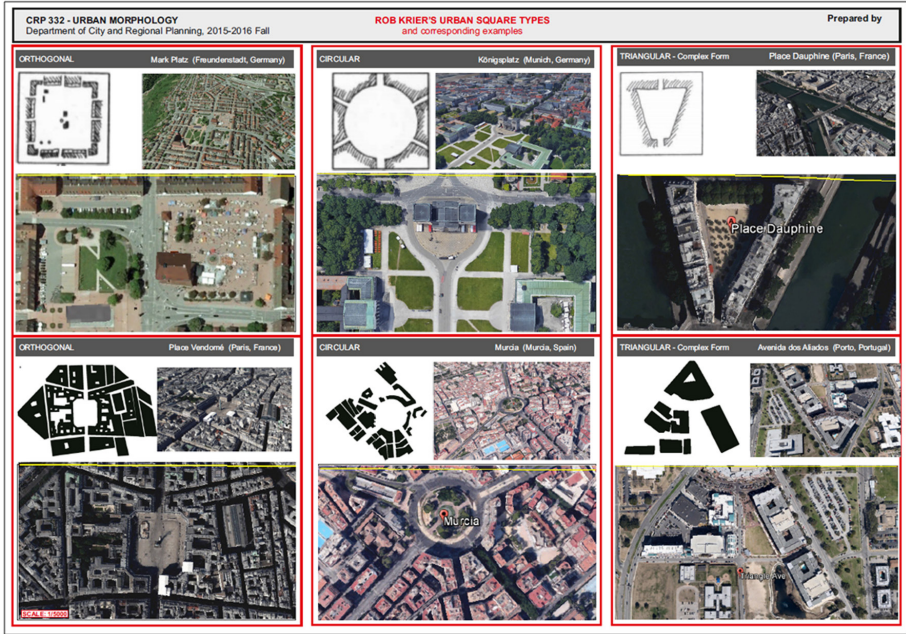 CRP 332 - URBAN MORPHOLOGY
Department of City and Regional Planning, 2015-2016 Fall
ROB KRIER'S URBAN SQUARE TYPES
and corresponding examples
Prepared by
ORTHOGONAL
Mark Platz (Freundenstadt, Germany)
CIRCULAR
Königsplatz (Munich, Germany)
TRIANGULAR - Complex Form
Place Dauphine (Paris, France)
A
Place Dauphine
ORTHOGONAL
Place Vendomê (Paris, France)
CIRCULAR
Murcia (Murcia, Spain)
TRIANGULAR - Complex Form
Avenida dos Aliados (Porto, Portugal)
Murcia
Triangle Ave
SCALE: 1/5000